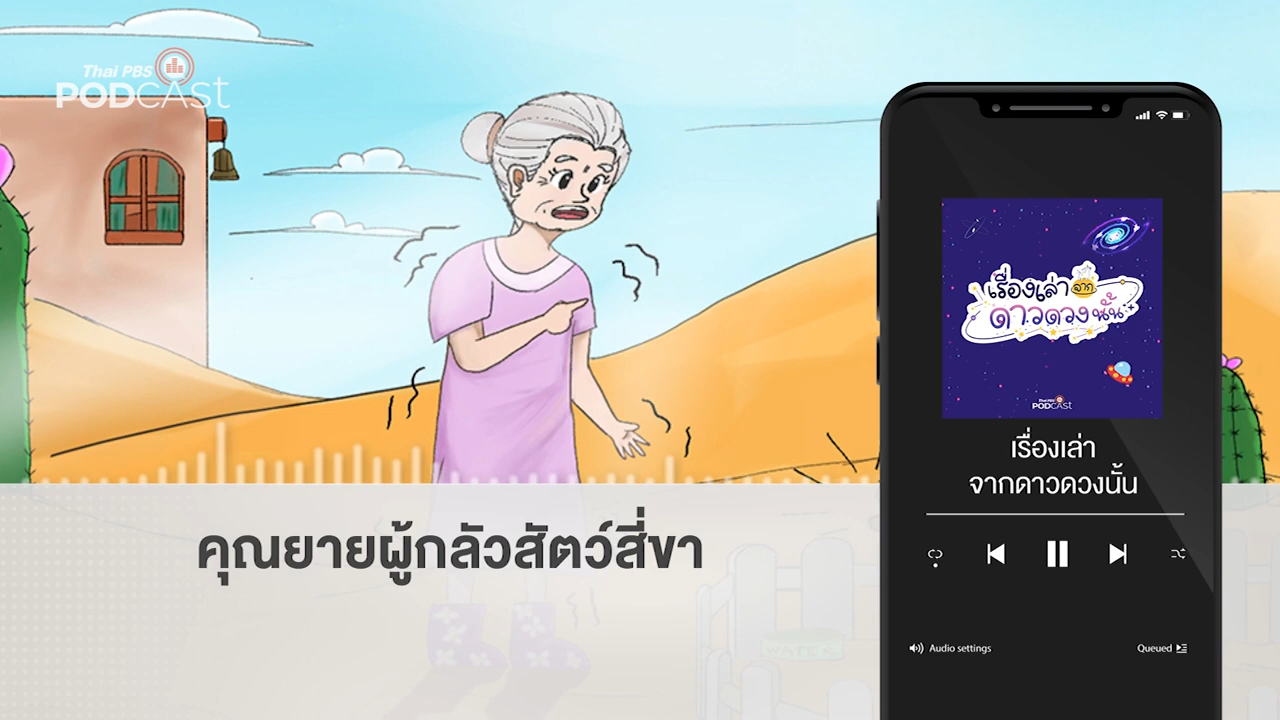 Thai PBS
PODCAST
เรื่องเล่า
จาก
ดาวดวงนั้น
Thai PBS
PODCAST
เรื่องเล่า
จากดาวดวงนั้น
คุณยายผู้กลัวสัตว์สี่ขา
Audio settings
Queued
WATER